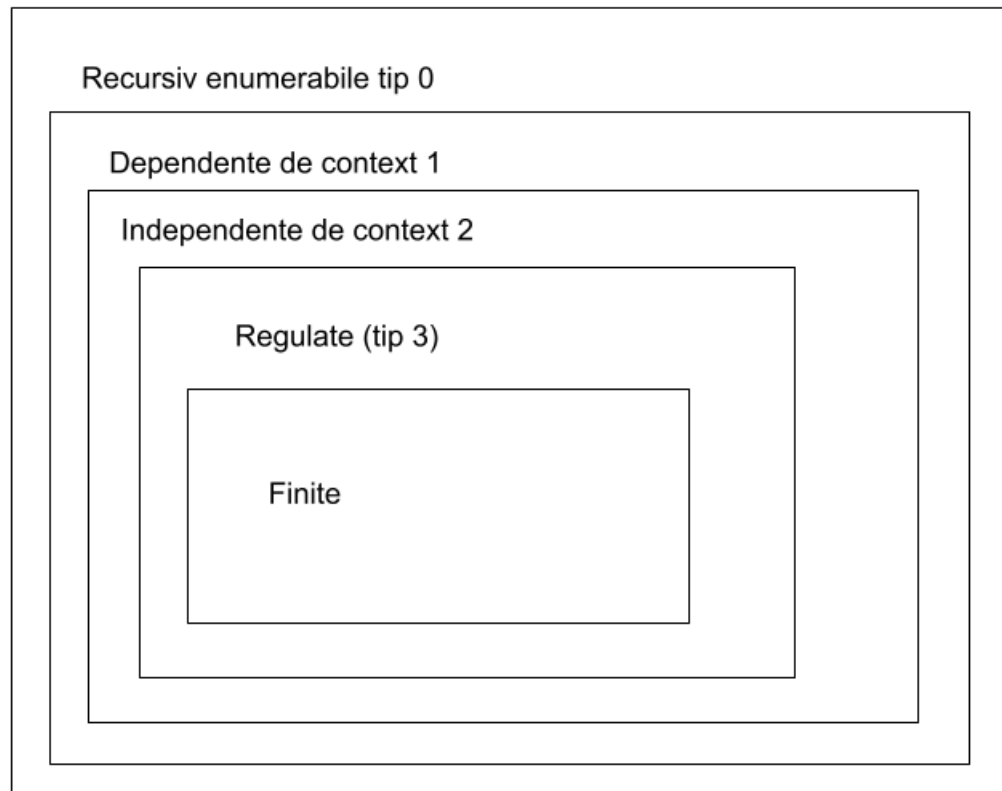 Recursiv enumerabile tip 0
Dependente de context 1
Independente de context 2
Regulate (tip 3)
Finite